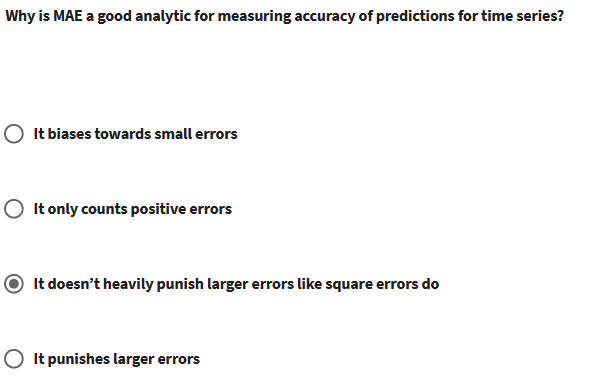 Why is MAE a good analytic for measuring accuracy of predictions for time series?
It biases towards small errors
It only counts positive errors
It doesn’t heavily punish larger errors like square errors do
It punishes larger errors